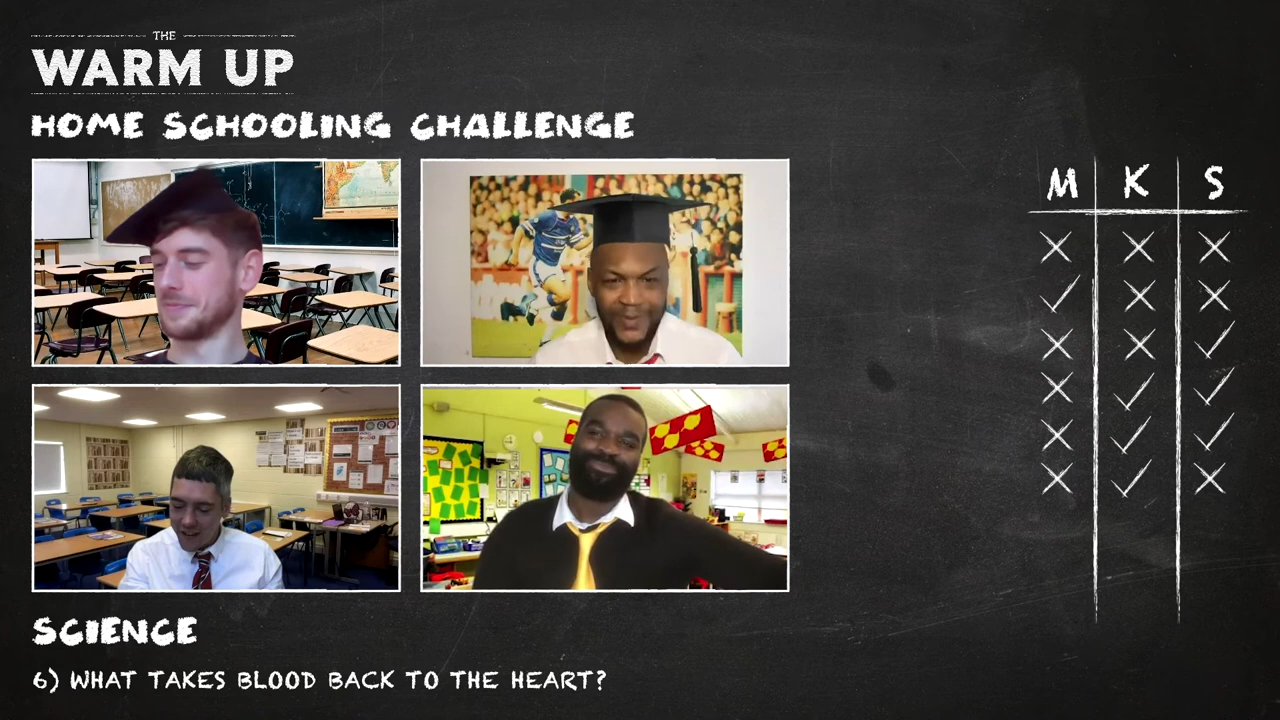 THE
WARM UP
HOME SCHOOLING CHALLENGE
M K S
SCIENCE
6) WHAT TAKES BLOOD BACK TO THE HEART?